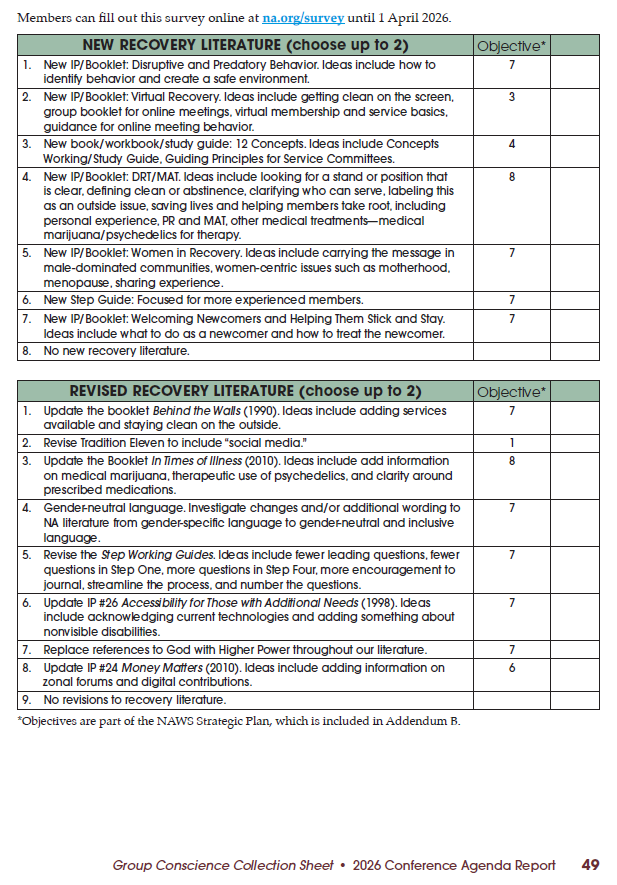 Members can fill out this survey online at na.org/survey until 1 April 2026.
NEW RECOVERY LITERATURE (choose up to 2) Objective*
1. New IP/Booklet: Disruptive and Predatory Behavior. Ideas include how to 7
identify behavior and create a safe environment.
2. New IP/Booklet: Virtual Recovery. Ideas include getting clean on the screen, 3
group booklet for online meetings, virtual membership and service basics,
guidance for online meeting behavior.
3. New book/workbook/study guide: 12 Concepts. Ideas include Concepts 4
Working/Study Guide, Guiding Principles for Service Committees.
4. New IP/Booklet: DRT/MAT. Ideas include looking for a stand or position that 8
is clear, defining clean or abstinence, clarifying who can serve, labeling this
as an outside issue, saving lives and helping members take root, including
personal experience, PR and MAT, other medical treatments—medical
marijuana/psychedelics for therapy.
5. New IP/Booklet: Women in Recovery. Ideas include carrying the message in 7
male-dominated communities, women-centric issues such as motherhood,
menopause, sharing experience.
6. New Step Guide: Focused for more experienced members. 7
7. New IP/Booklet: Welcoming Newcomers and Helping Them Stick and Stay. 7
Ideas include what to do as a newcomer and how to treat the newcomer.
8. No new recovery literature.
REVISED RECOVERY LITERATURE (choose up to 2) Objective*
1. Update the booklet Behind the Walls (1990). Ideas include adding services 7
available and staying clean on the outside.
2. Revise Tradition Eleven to include “social media.” 1
3. Update the Booklet In Times of Illness (2010). Ideas include add information 8
on medical marijuana, therapeutic use of psychedelics, and clarify around
prescribed medications.
4. Gender-neutral language. Investigate changes and/or additional wording to 7
NA literature from gender-specific language to gender-neutral and inclusive
language.
5. Revise the Step Working Guides. Ideas include fewer leading questions, fewer 7
questions in Step One, more questions in Step Four, more encouragement to
journal, streamline the process, and number the questions.
6. Update IP #26 Accessibility for Those with Additional Needs (1998). Ideas 7
include acknowledging current technologies and adding something about
nonvisible disabilities.
7. Replace references to God with Higher Power throughout our literature. 7
8. Update IP #24 Money Matters (2010). Ideas include adding information on 6
zonal forums and digital contributions.
9. No revisions to recovery literature.
*Objectives are part of the NAWS Strategic Plan, which is included in Addendum B.
Group Conscience Collection Sheet • 2026 Conference Agenda Report 49